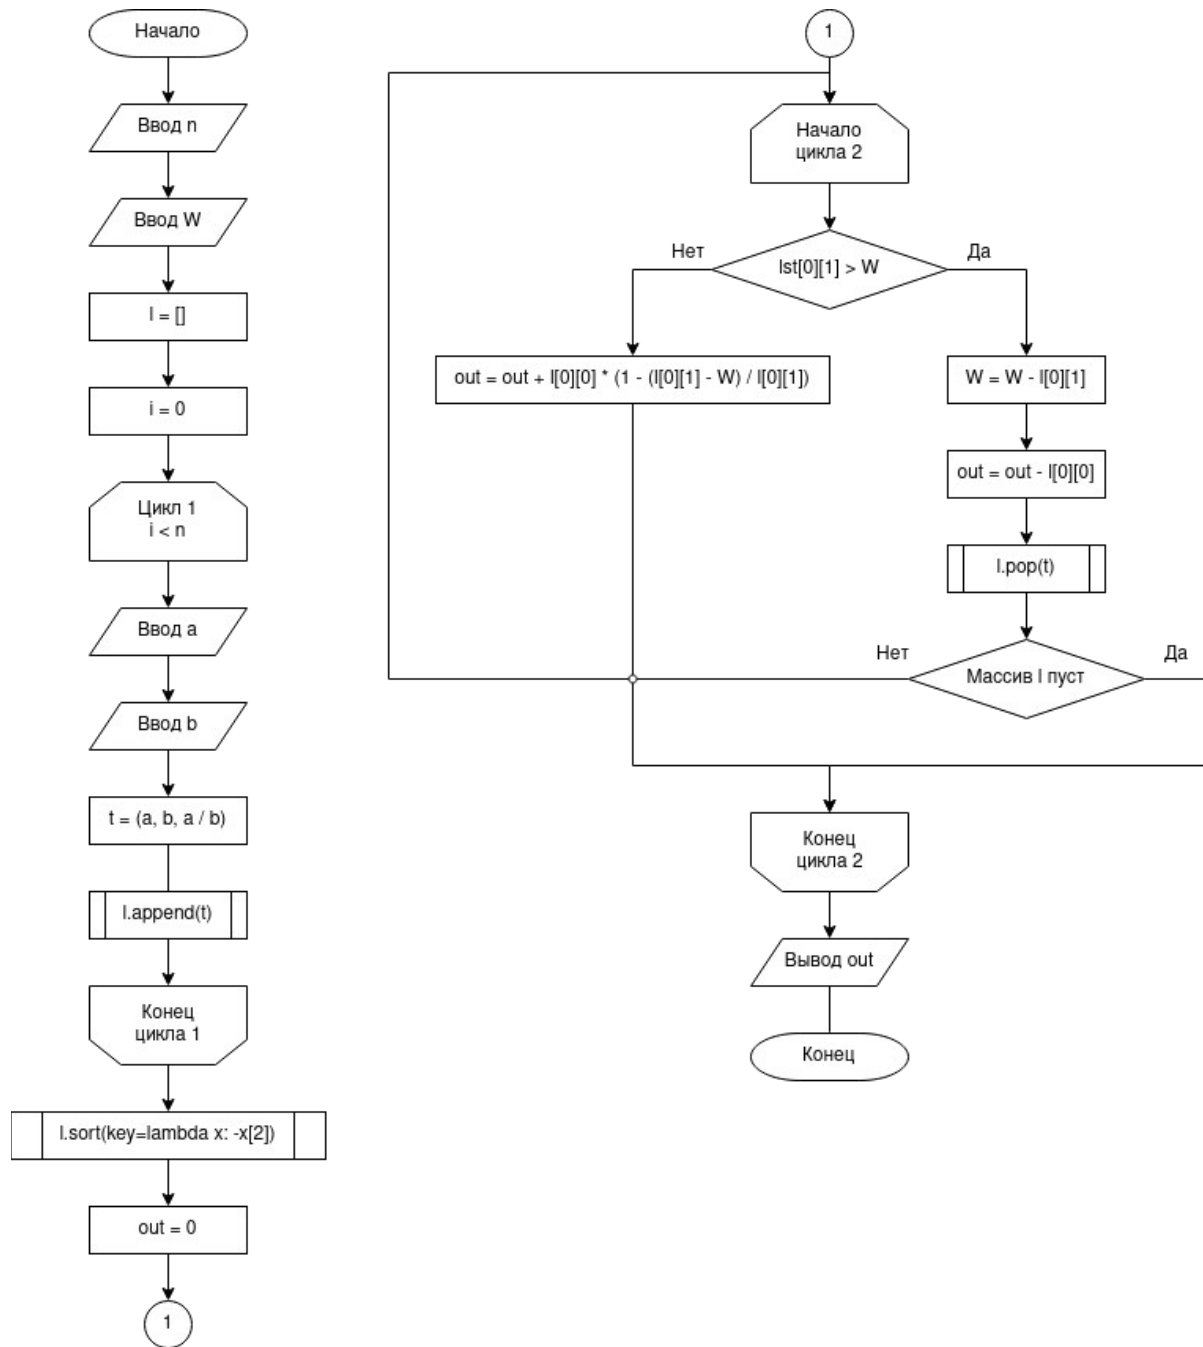 Начало
Ввод n
Ввод W
l = []
i = 0
Цикл 1
i < n
Ввод a
Ввод b
t = (a, b, a / b)
l.append(t)
Конец
цикла 1
l.sort(key=lambda x: -x[2])
out = 0
1
1
Начало
цикла 2
Нет
lst[0][1] > W
Да
out = out + l[0][0] * (1 - (l[0][1] - W) / l[0][1])
W = W - l[0][1]
out = out - l[0][0]
l.pop(t)
Нет
Массив l пуст
Да
Конец
цикла 2
Вывод out
Конец